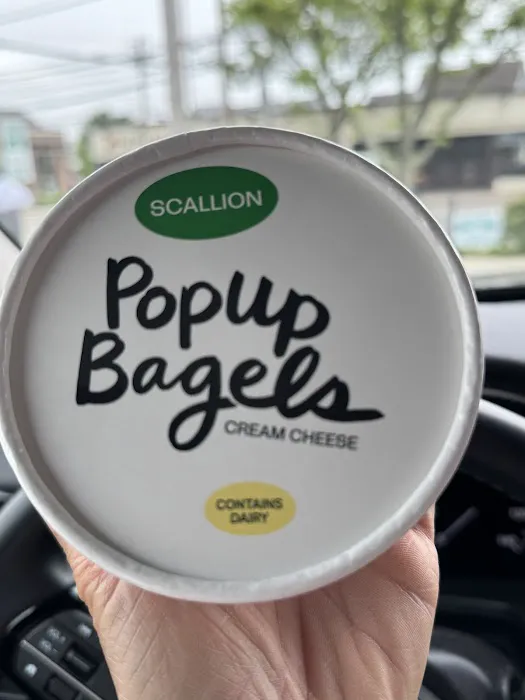 SCALLION
PopUp
Bagels
CREAM CHEESE
CONTAINS
DAIRY